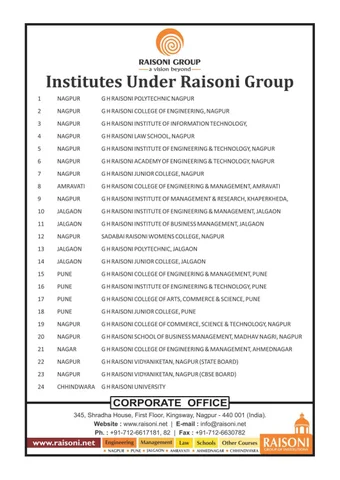 RAISONI GROUP
a vision beyond
Institutes Under Raisoni Group
1 NAGPUR G H RAISONI POLYTECHNIC NAGPUR
2 NAGPUR G H RAISONI COLLEGE OF ENGINEERING, NAGPUR
3 NAGPUR G H RAISONI INSTITUTE OF INFORMATION TECHNOLOGY,
4 NAGPUR G H RAISONI LAW SCHOOL, NAGPUR
5 NAGPUR G H RAISONI INSTITUTE OF ENGINEERING & TECHNOLOGY, NAGPUR
6 NAGPUR G H RAISONI ACADEMY OF ENGINEERING & TECHNOLOGY, NAGPUR
7 NAGPUR G H RAISONI JUNIOR COLLEGE, NAGPUR
8 AMRAVATI G H RAISONI COLLEGE OF ENGINEERING & MANAGEMENT, AMRAVATI
9 NAGPUR G H RAISONI INSTITUTE OF MANAGEMENT & RESEARCH, KHAPERKHEDA,
10 JALGAON G H RAISONI INSTITUTE OF ENGINEERING & MANAGEMENT, JALGAON
11 JALGAON G H RAISONI INSTITUTE OF BUSINESS MANAGEMENT, JALGAON
12 NAGPUR SADABAI RAISONI WOMENS COLLEGE, NAGPUR
13 JALGAON G H RAISONI POLYTECHNIC, JALGAON
14 JALGAON G H RAISONI JUNIOR COLLEGE, JALGAON
15 PUNE G H RAISONI COLLEGE OF ENGINEERING & MANAGEMENT, PUNE
16 PUNE G H RAISONI INSTITUTE OF ENGINEERING & TECHNOLOGY, PUNE
17 PUNE G H RAISONI COLLEGE OF ARTS, COMMERCE & SCIENCE, PUNE
18 PUNE G H RAISONI JUNIOR COLLEGE, PUNE
19 NAGPUR G H RAISONI COLLEGE OF COMMERCE, SCIENCE & TECHNOLOGY, NAGPUR
20 NAGPUR G H RAISONI SCHOOL OF BUSINESS MANAGEMENT, MADHAV NAGRI, NAGPUR
21 NAGAR G H RAISONI COLLEGE OF ENGINEERING & MANAGEMENT, AHMEDNAGAR
22 NAGPUR G H RAISONI VIDYANIKETAN, NAGPUR (STATE BOARD)
23 NAGPUR G H RAISONI VIDYANIKETAN, NAGPUR (CBSE BOARD)
24 CHHINDWARA G H RAISONI UNIVERSITY
CORPORATE OFFICE
345, Shradha House, First Floor, Kingsway, Nagpur - 440 001 (India).
Website : www.raisoni.net | E-mail : info@raisoni.net
Ph. : +91-712-6617181, 82 | Fax : +91-712-6630782
www.raisoni.net Engineering Management Law Schools Other Courses
NAGPUR PUNE JALGAON AMRAVATI AHMEDNAGAR CHHINDWARA
RAISONI